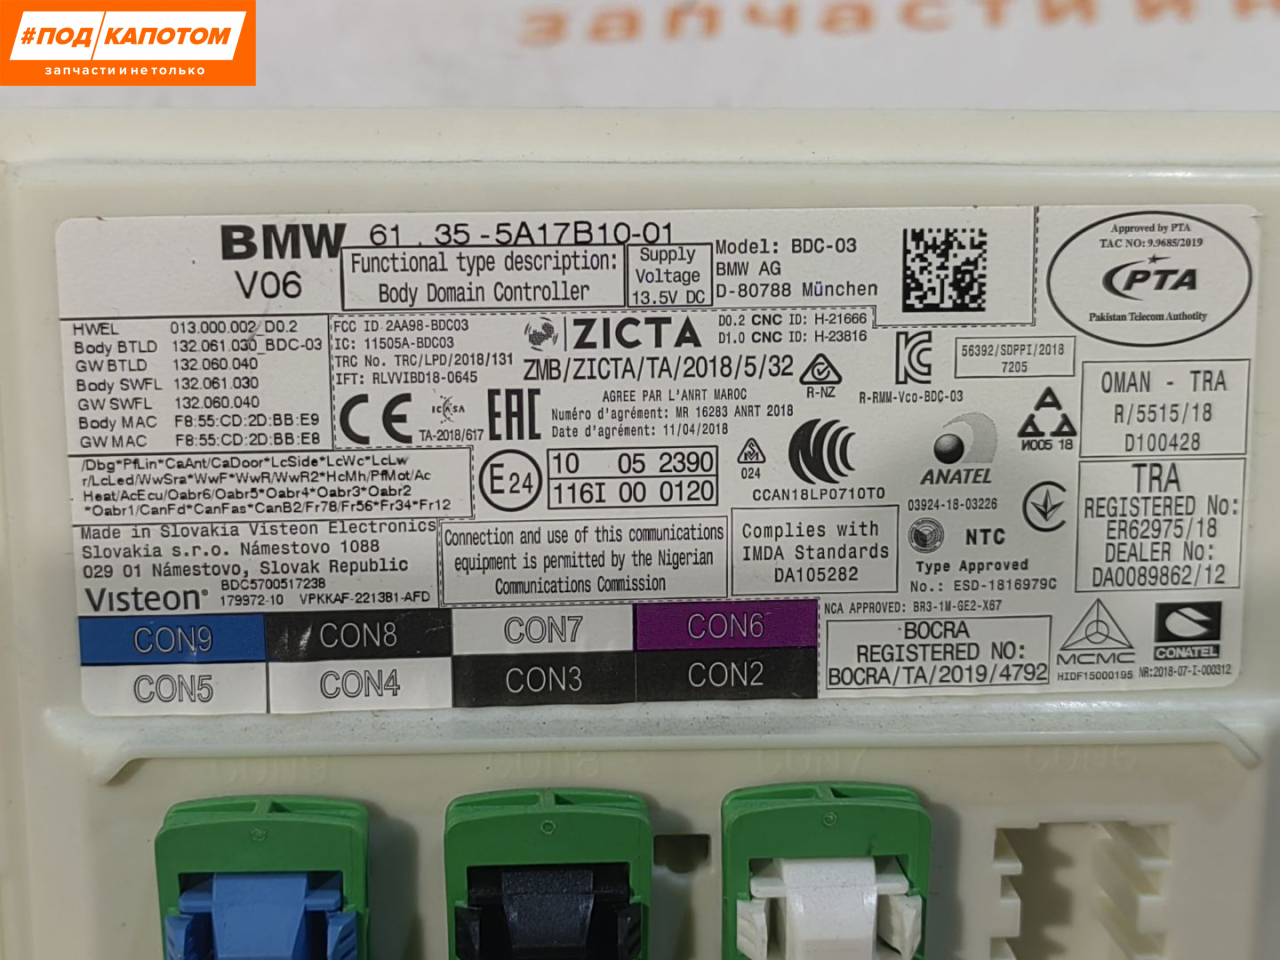 #ПОД КАПОТОМ
запчасти и не только
запчасти и н
BMW 61.35-5A17B10-01
V06
Functional type description:
Body Domain Controller
Supply
Voltage
13.5V DC
Model: BDC-03
BMW AG
D-80788 München
Approved by PTA
TAC NO: 9.9685/2019
PTA
Pakistan Telecom Authority
HWEL 013.000.002_D0.2
Body BTLD 132.061.030_BDC-03
GW BTLD 132.060.040
Body SWFL 132.061.030
GW SWFL 132.060.040
Body MAC F8:55:CD:2D:BB:E9
GW MAC F8:55:CD:2D:BB:E8
FCC ID 2AA98-BDC03
IC: 11505A-BDC03
TRC No. TRC/LPD/2018/131
IFT: RLVVIBD18-0645
ZICTA
ZMB/ZICTA/TA/2018/5/32
D0.2 CNC ID: H-21666
D1.0 CNC ID: H-23816
R-NZ
R-RMM-Vco-BDC-03
56392/SDPPI/2018
7205
OMAN - TRA
R/5515/18
D100428
CE
ICASA
TA-2018/617
EAC
AGREE PAR L'ANRT MAROC
Numéro d'agrément: MR 16283 ANRT 2018
Date d'agrément: 11/04/2018
И005 18
/Dbg*PfLin*CaAnt/CaDoor*LcSide*LcWc*LcLw
r/LcLed/WwSra*WwF*WwR/WwR2*HcMh/PfMot/Ac
Heat/AcEcu/Oabr6/Oabr5*Oabr4*Oabr3*Oabr2
*Oabr1/CanFd*CanFas*CanB2/Fr78/Fr56*Fr34*Fr12
E24
10 05 2390
116I 00 0120
024
CCAN18LP0710T0
ANATEL
03924-18-03226
TRA
REGISTERED No:
ER62975/18
DEALER No:
DA0089862/12
Made in Slovakia Visteon Electronics
Slovakia s.r.o. Námestovo 1088
029 01 Námestovo, Slovak Republic
BDC5700517238
Visteon 179972-10 VPKKAF-2213B1-AFD
Connection and use of this communications
equipment is permitted by the Nigerian
Communications Commission
Complies with
IMDA Standards
DA105282
NTC
Type Approved
No.: ESD-1816979C
NCA APPROVED: BR3-1M-GE2-X67
BOCRA
REGISTERED NO:
BOCRA/TA/2019/4792
MCMC
HIDF15000195
CONATEL
NR:2018-07-I-000312
CON9 CON8 CON7 CON6
CON5 CON4 CON3 CON2
CON9 CON8 CON7 CON6